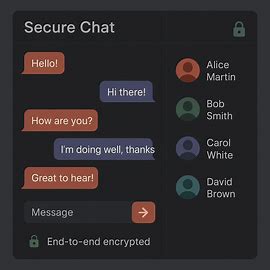 Secure Chat
Hello!
Hi there!
How are you?
I'm doing well, thanks
Great to hear!
Message
End-to-end encrypted
Alice
Martin
Bob
Smith
Carol
White
David
Brown